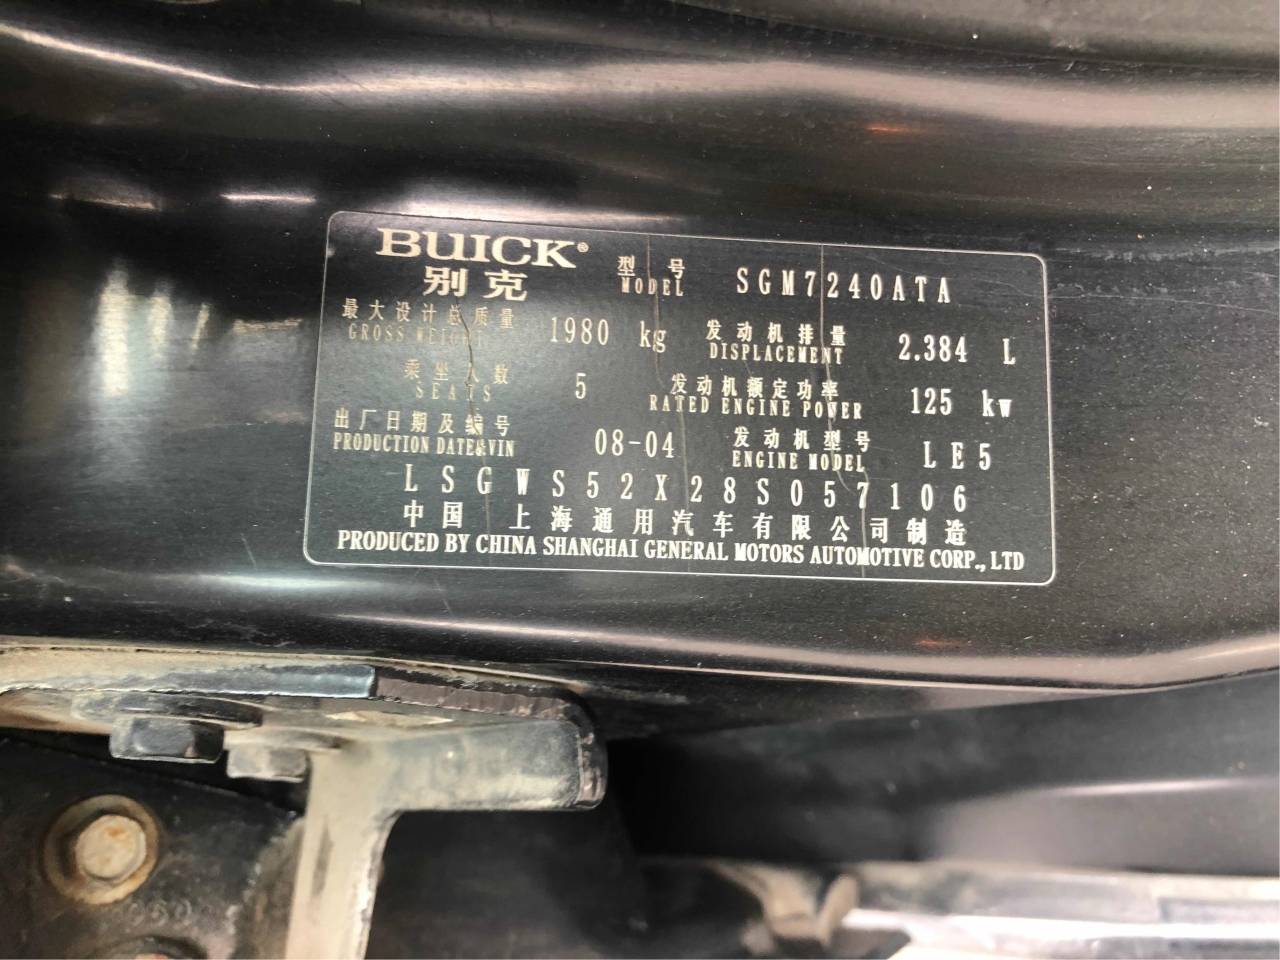 BUICK®
别克
型号 SGM7240ATA
MODEL
最大设计总质量 1980 kg 发动机排量 2.384 L
GROSS WEIGHT DISPLACEMENT
乘坐人数 5 发动机额定功率 125 kw
SEATS RATED ENGINE POWER
出厂日期及编号 08-04 发动机型号 LE5
PRODUCTION DATE&VIN ENGINE MODEL
LSGWS52X28S057106
中国 上海通用汽车有限公司制造
PRODUCED BY CHINA SHANGHAI GENERAL MOTORS AUTOMOTIVE CORP., LTD